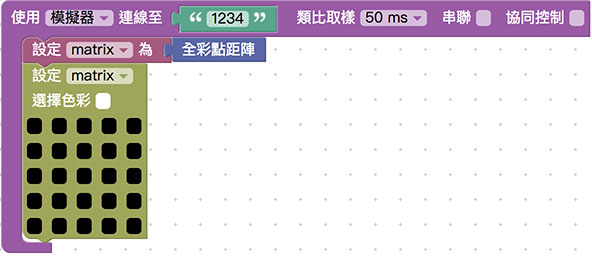 使用 模擬器 連線至 “ 1234 ” 類比取樣 50 ms 串聯 協同控制
設定 matrix 為 全彩點距陣
設定 matrix
選擇色彩